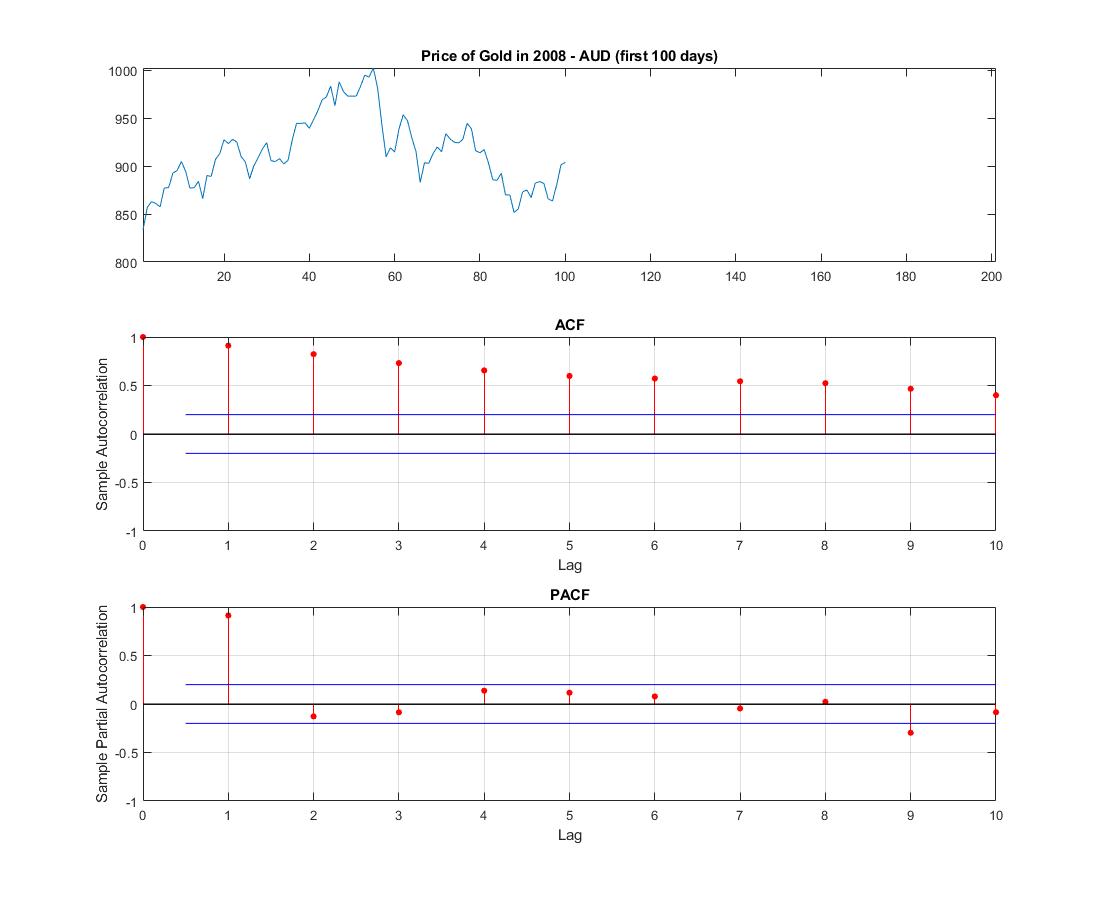 Price of Gold in 2008 - AUD (first 100 days)
1000
950
900
850
800
20 40 60 80 100 120 140 160 180 200
ACF
Sample Autocorrelation
1
0.5
0
-0.5
-1
0 1 2 3 4 5 6 7 8 9 10
Lag
PACF
Sample Partial Autocorrelation
1
0.5
0
-0.5
-1
0 1 2 3 4 5 6 7 8 9 10
Lag